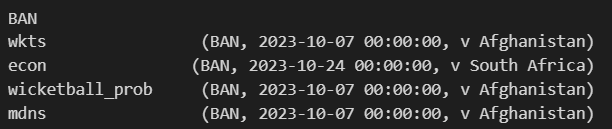 BAN
wkts (BAN, 2023-10-07 00:00:00, v Afghanistan)
econ (BAN, 2023-10-24 00:00:00, v South Africa)
wicketball_prob (BAN, 2023-10-07 00:00:00, v Afghanistan)
mdns (BAN, 2023-10-07 00:00:00, v Afghanistan)